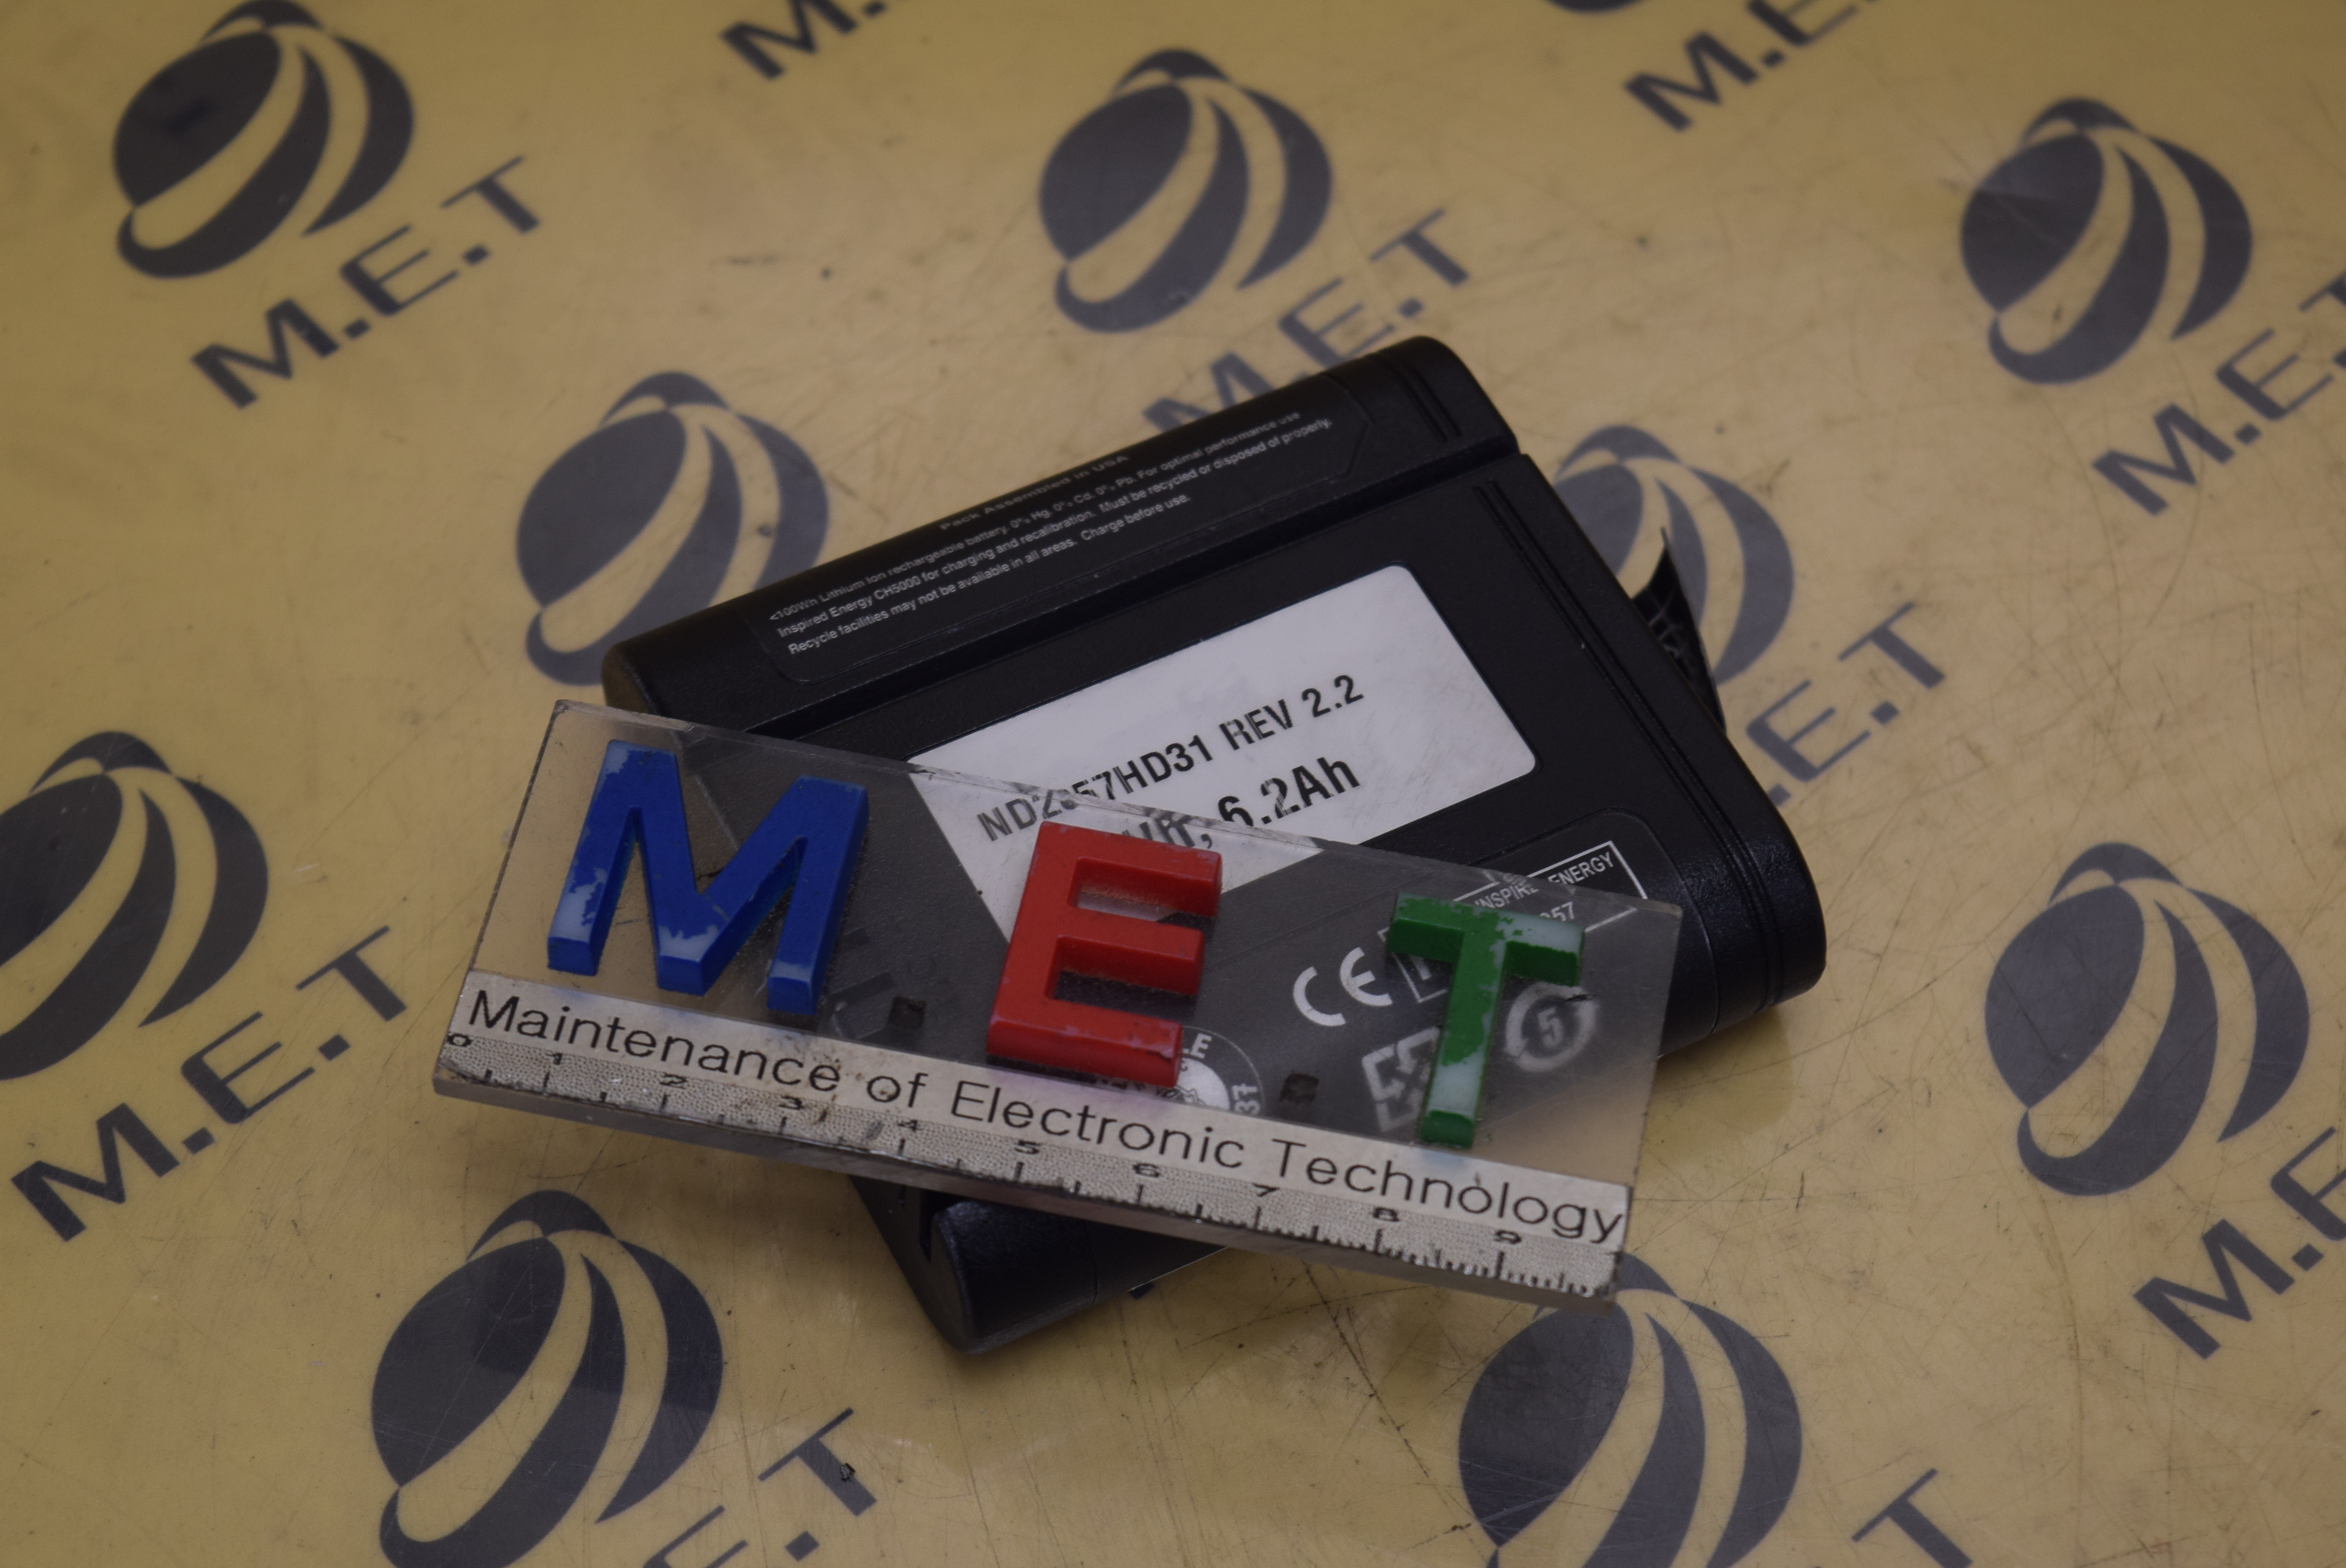 M.E.T
M.E.T
M.E.T
M.E.T
M.E.T
Pack Assembled in USA
<100Wh Lithium Ion rechargeable battery, 0% Hg, 0% Cd, 0% Pb. For optimal performance use
Inspired Energy CH5000 for charging and recalibration. Must be recycled or disposed of properly.
Recycle facilities may not be available in all areas. Charge before use.
REV 2.2
6.2Ah
ENERGY
CE
5
M.E.T
Maintenance of Electronic Technology
0 1 2 3 4 5 6 7 8 9
M.E.T